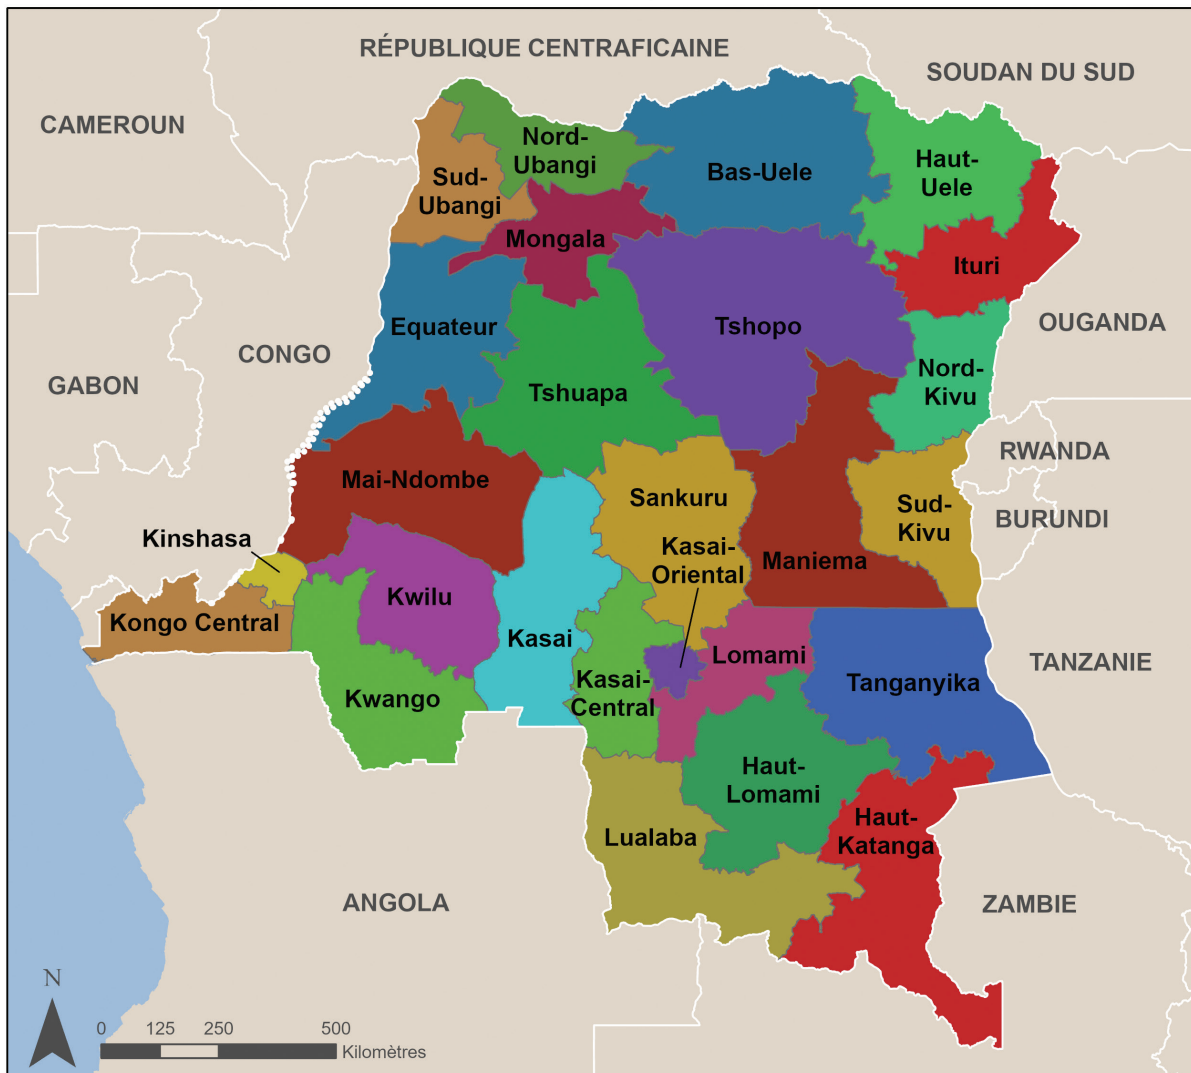 RÉPUBLIQUE CENTRAFICAINE
SOUDAN DU SUD
CAMEROUN
Nord-
Ubangi
Bas-Uele
Haut-
Uele
Sud-
Ubangi
Mongala
Ituri
Equateur
Tshopo
OUGANDA
CONGO
GABON
Nord-
Kivu
Tshuapa
RWANDA
Mai-Ndombe
Sankuru
Sud-
Kivu
BURUNDI
Kinshasa
Kasai-
Oriental
Maniema
Kwilu
Kongo Central
Kasai
Lomami
TANZANIE
Kwango
Kasai-
Central
Tanganyika
Haut-
Lomami
Haut-
Katanga
Lualaba
ANGOLA
ZAMBIE
N
0 125 250 500
Kilomètres